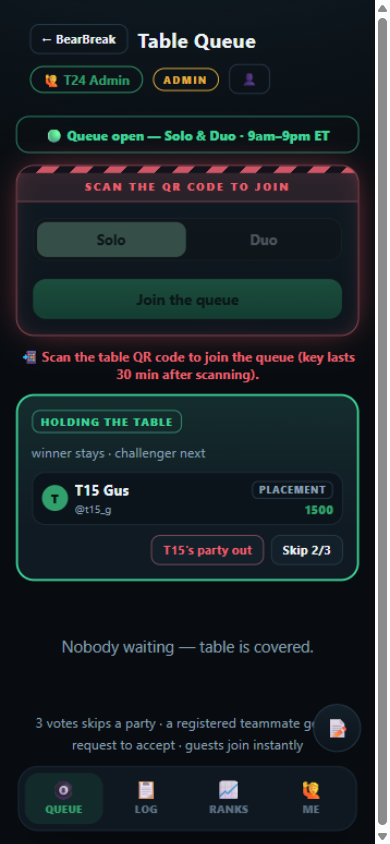 ← BearBreak Table Queue
T24 Admin ADMIN
Queue open — Solo & Duo · 9am–9pm ET
SCAN THE QR CODE TO JOIN
Solo Duo
Join the queue
Scan the table QR code to join the queue (key lasts
30 min after scanning).
HOLDING THE TABLE
winner stays · challenger next
T T15 Gus PLACEMENT
@t15_g 1500
T15's party out Skip 2/3
Nobody waiting — table is covered.
3 votes skips a party · a registered teammate
request to accept · guests join instantly
QUEUE LOG RANKS ME